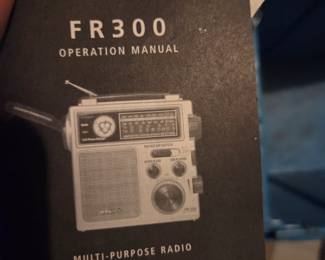 FR300
OPERATION MANUAL
MULTI-PURPOSE RADIO